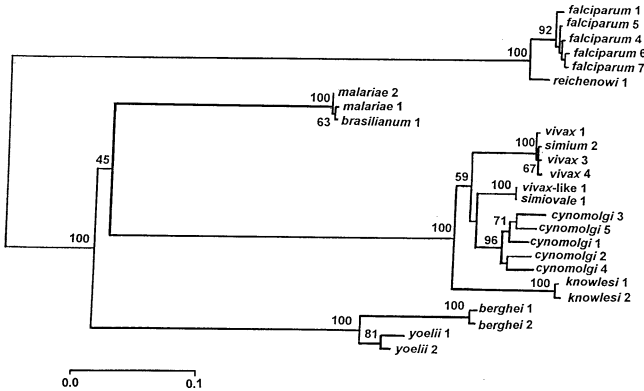 falciparum 1
falciparum 5
92
falciparum 4
100
falciparum 6
falciparum 7
reichenowi 1
malariae 2
100
malariae 1
63
brasilianum 1
vivax 1
100
simium 2
vivax 3
45
67
vivax 4
59
100
vivax-like 1
simiovale 1
71
cynomolgi 3
cynomolgi 5
100
100
96
cynomolgi 1
cynomolgi 2
cynomolgi 4
100
knowlesi 1
knowlesi 2
100
berghei 1
100
berghei 2
81
yoelii 1
yoelii 2
0.0
0.1